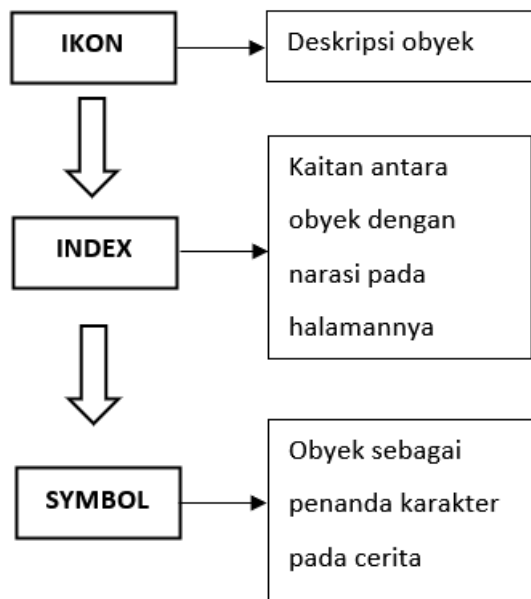 IKON
Deskripsi obyek
INDEX
Kaitan antara
obyek dengan
narasi pada
halamannya
SYMBOL
Obyek sebagai
penanda karakter
pada cerita